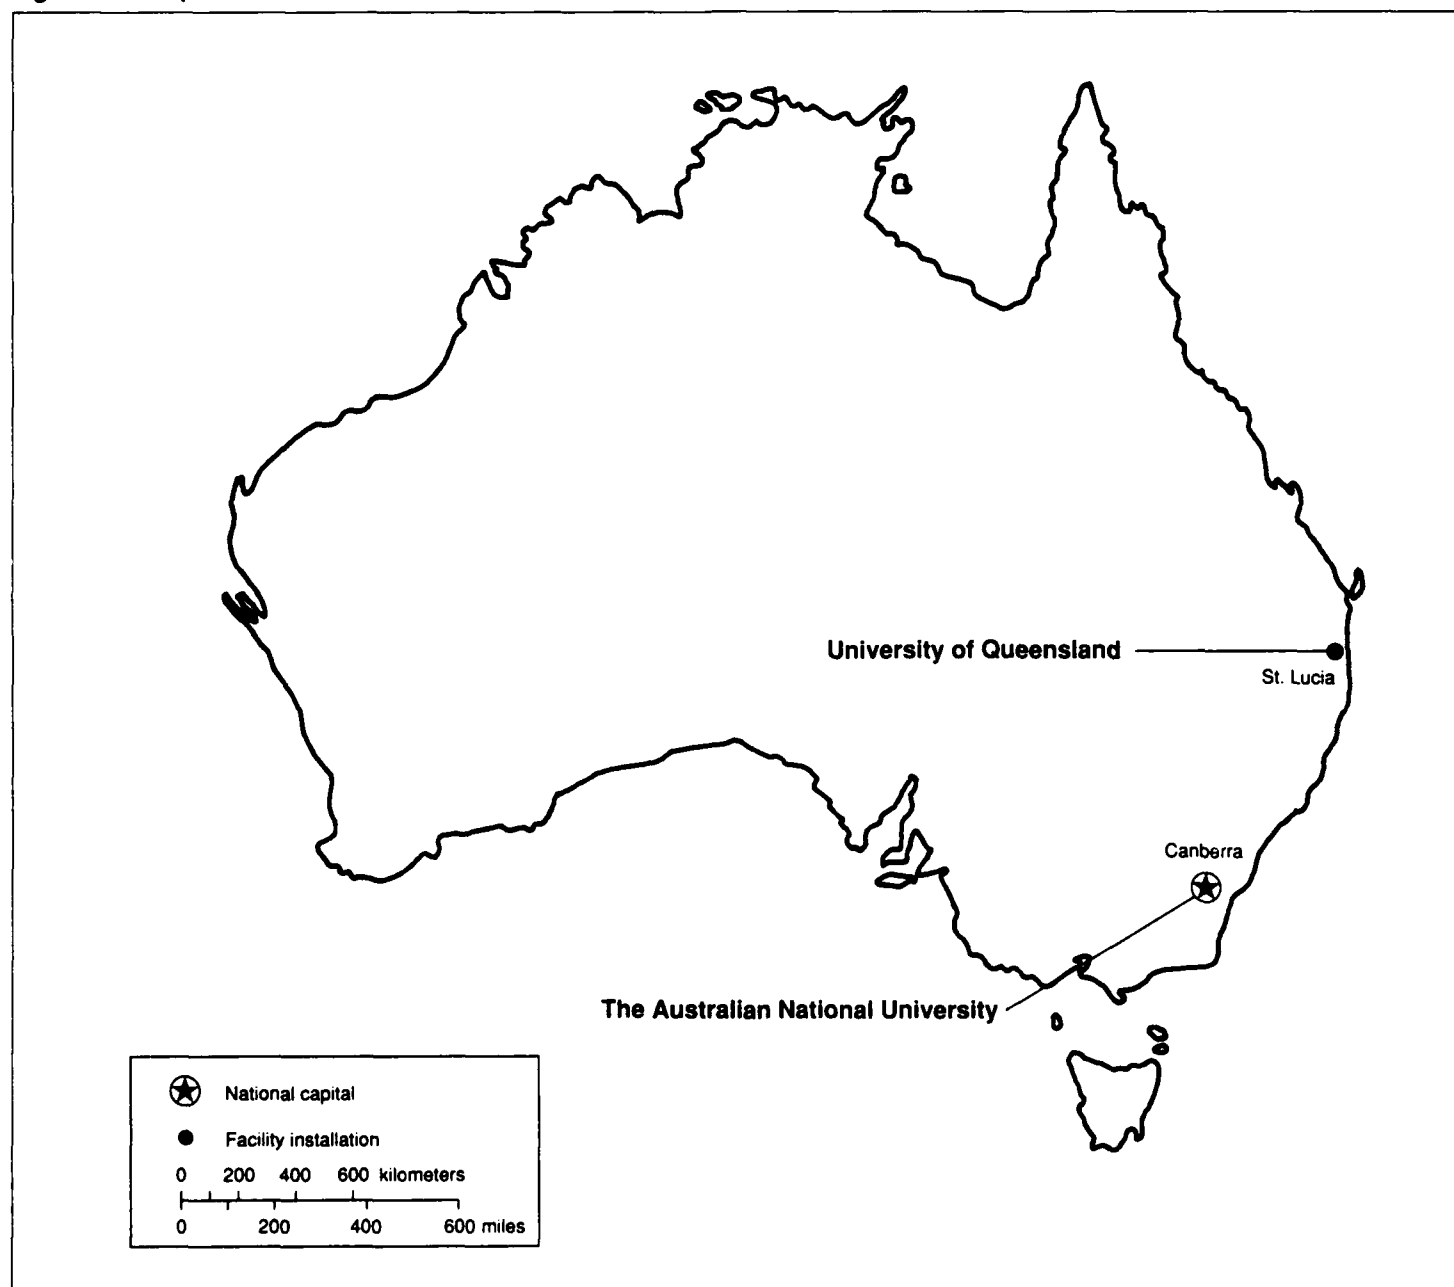 University of Queensland
St. Lucia
Canberra
The Australian National University
National capital
Facility installation
0 200 400 600 kilometers
0 200 400 600 miles